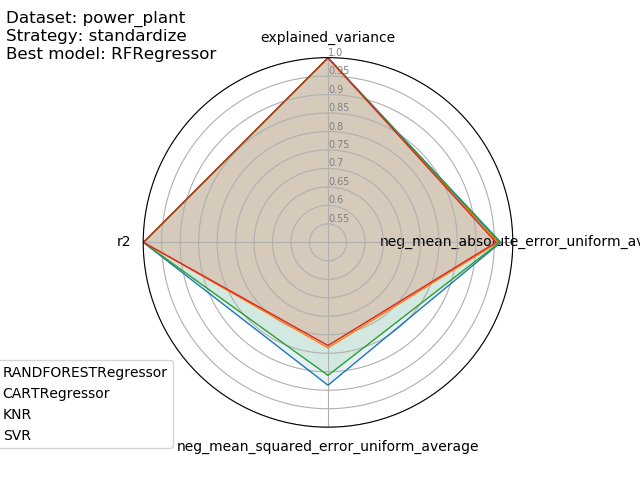 Dataset: power_plant
Strategy: standardize
Best model: RFRegressor
explained_variance
1.0
0.95
0.9
0.85
0.8
0.75
0.7
0.65
0.6
0.55
r2
neg_mean_absolute_error_uniform_av
RANDFORESTRegressor
CARTRegressor
KNR
SVR
neg_mean_squared_error_uniform_average